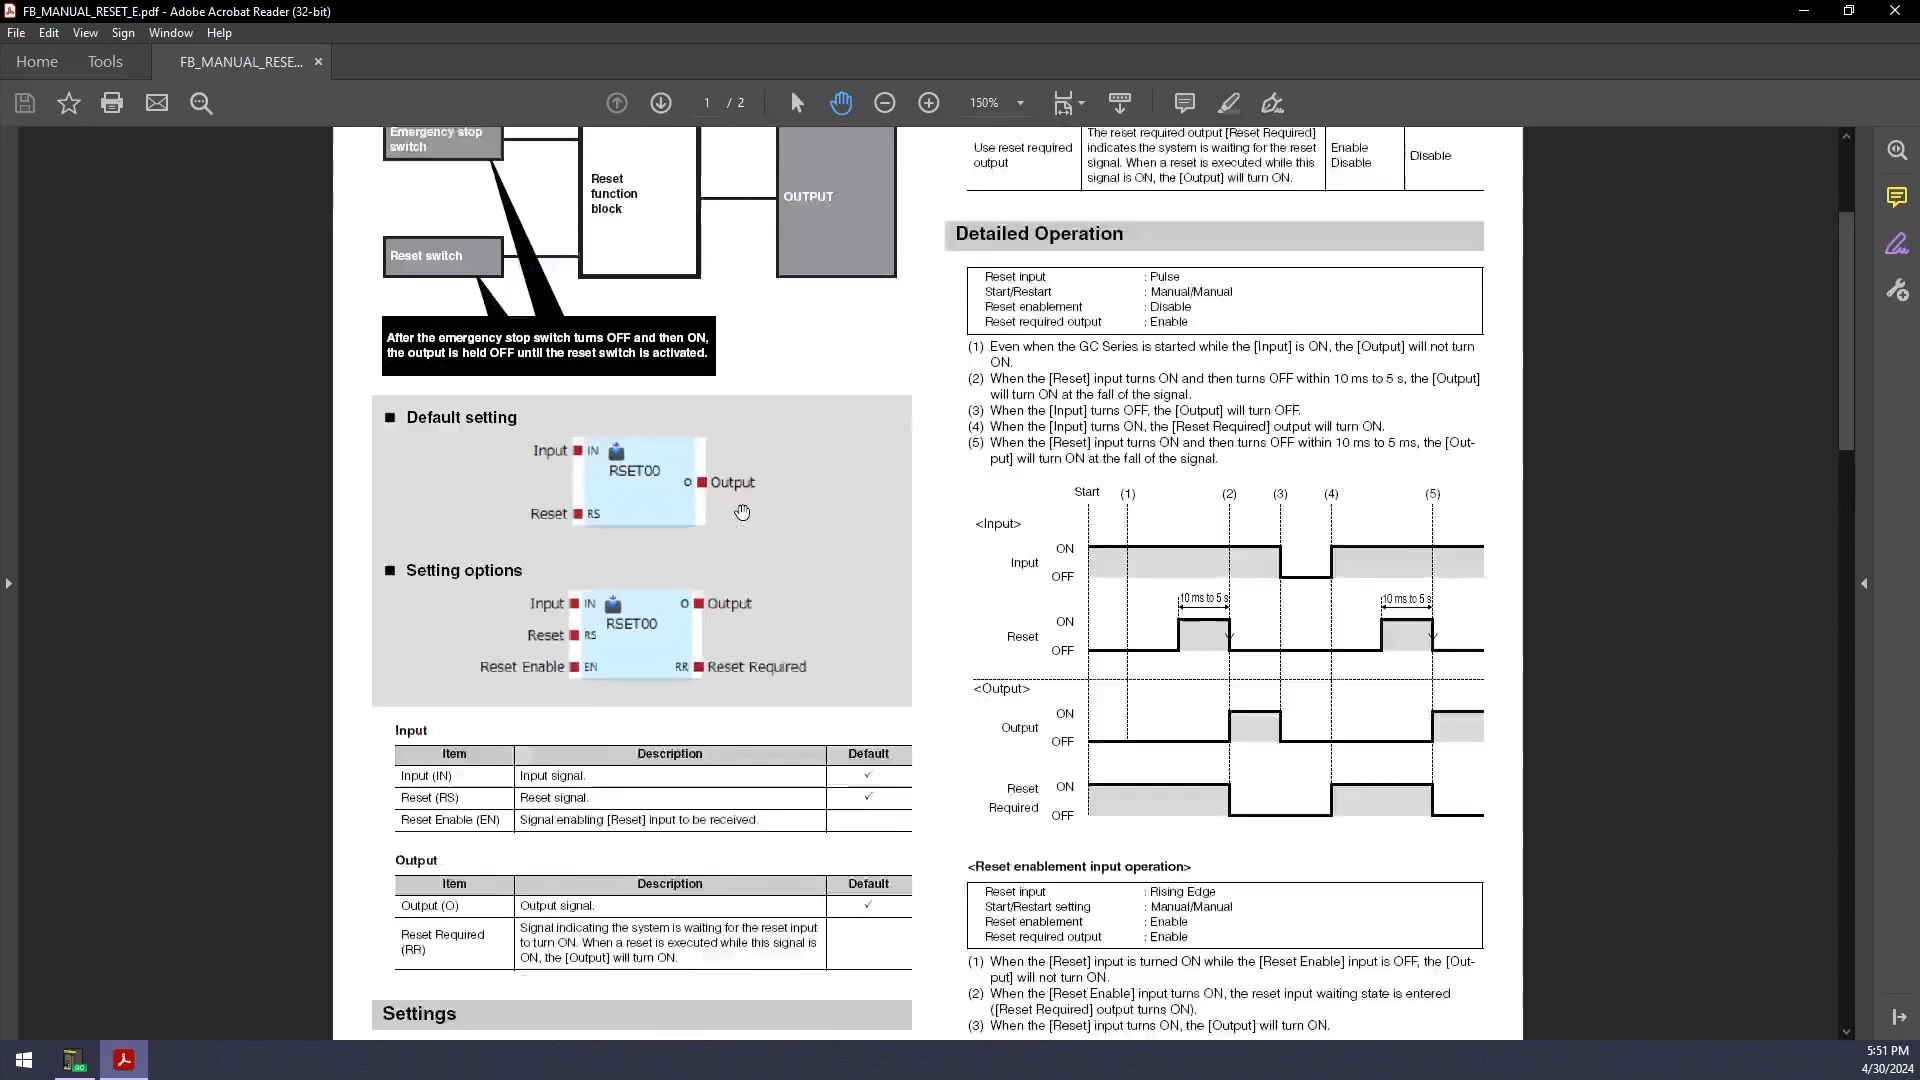 FB_MANUAL_RESET_E.pdf - Adobe Acrobat Reader (32-bit)
File Edit View Sign Window Help
Home Tools FB_MANUAL_RESE... ×
1 / 2 150%
Emergency stop
switch
Reset
function
block
OUTPUT
Reset switch
After the emergency stop switch turns OFF and then ON,
the output is held OFF until the reset switch is activated.
■ Default setting
Input IN
RSET00
O Output
Reset RS
■ Setting options
Input IN O Output
RSET00
Reset RS
Reset Enable EN RR Reset Required
Input
Item Description Default
Input (IN) Input signal. ✓
Reset (RS) Reset signal. ✓
Reset Enable (EN) Signal enabling [Reset] input to be received.
Output
Item Description Default
Output (O) Output signal. ✓
Reset Required
(RR)
Signal indicating the system is waiting for the reset input
to turn ON. When a reset is executed while this signal is
ON, the [Output] will turn ON.
Settings
Use reset required
output
The reset required output [Reset Required]
indicates the system is waiting for the reset
signal. When a reset is executed while this
signal is ON, the [Output] will turn ON.
Enable
Disable
Disable
Detailed Operation
Reset input : Pulse
Start/Restart : Manual/Manual
Reset enablement : Disable
Reset required output : Enable
(1) Even when the GC Series is started while the [Input] is ON, the [Output] will not turn
ON.
(2) When the [Reset] input turns ON and then turns OFF within 10 ms to 5 s, the [Output]
will turn ON at the fall of the signal.
(3) When the [Input] turns OFF, the [Output] will turn OFF.
(4) When the [Input] turns ON, the [Reset Required] output will turn ON.
(5) When the [Reset] input turns ON and then turns OFF within 10 ms to 5 ms, the [Out-
put] will turn ON at the fall of the signal.
Start (1) (2) (3) (4) (5)
<Input>
ON
Input
OFF
10 ms to 5 s 10 ms to 5 s
ON
Reset
OFF
<Output>
ON
Output
OFF
Reset ON
Required
OFF
<Reset enablement input operation>
Reset input : Rising Edge
Start/Restart setting : Manual/Manual
Reset enablement : Enable
Reset required output : Enable
(1) When the [Reset] input is turned ON while the [Reset Enable] input is OFF, the [Out-
put] will not turn ON.
(2) When the [Reset Enable] input turns ON, the reset input waiting state is entered
([Reset Required] output turns ON).
(3) When the [Reset] input turns ON, the [Output] will turn ON.
GC
5:51 PM
4/30/2024